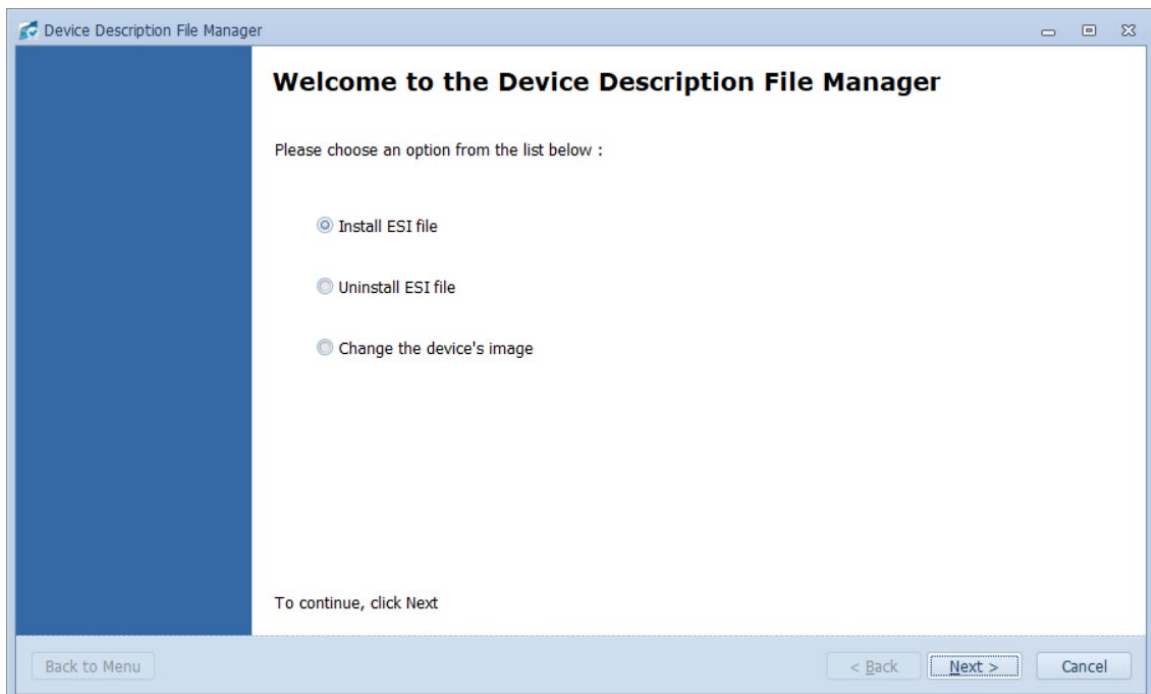 Device Description File Manager
Welcome to the Device Description File Manager
Please choose an option from the list below :
Install ESI file
Uninstall ESI file
Change the device's image
To continue, click Next
Back to Menu
< Back
Next >
Cancel